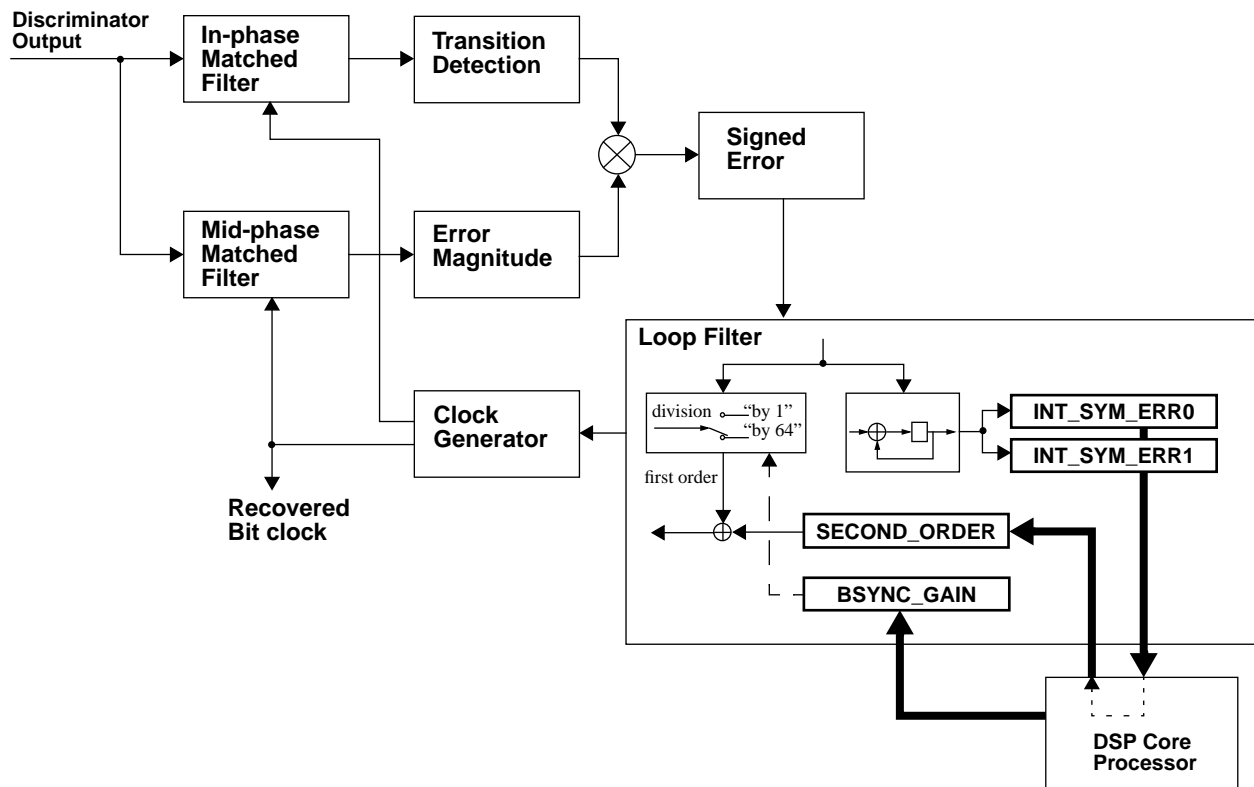 Discriminator
Output
In-phase
Matched
Filter
Transition
Detection
Signed
Error
Mid-phase
Matched
Filter
Error
Magnitude
Loop Filter
Clock
Generator
division
“by 1”
“by 64”
INT_SYM_ERR0
INT_SYM_ERR1
first order
Recovered
Bit clock
SECOND_ORDER
BSYNC_GAIN
DSP Core
Processor